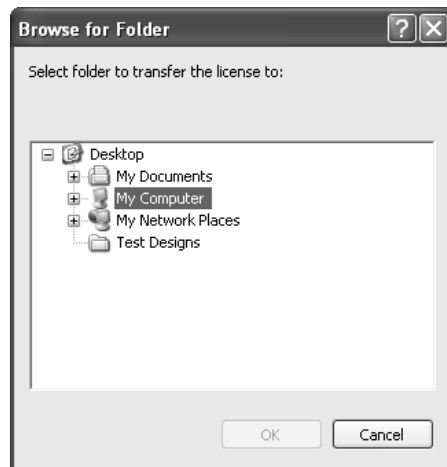 Browse for Folder
Select folder to transfer the license to:
Desktop
My Documents
My Computer
My Network Places
Test Designs
OK
Cancel